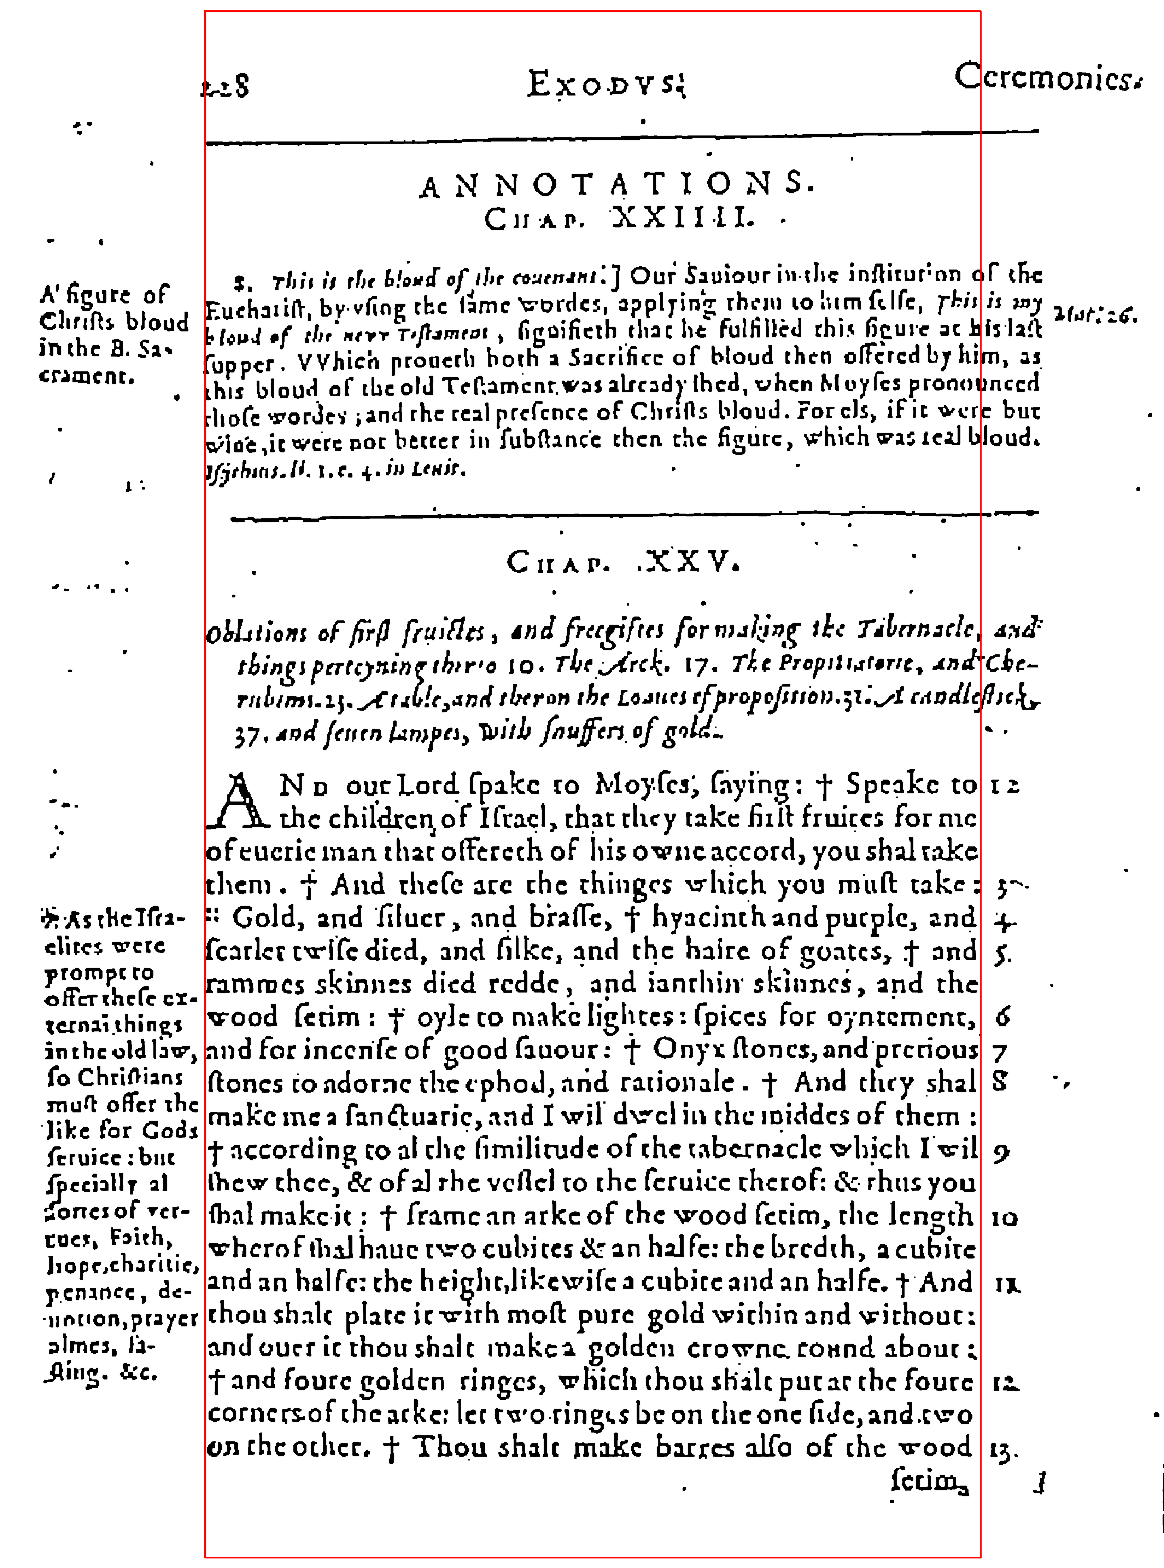 228 EXODVS. Ceremonies.
ANNOTATIONS.
CHAP. XXIIII.
A figure of
Chriſts bloud
in the B. Sa-
crament.
8. This is the bloud of the couenant.] Our Sauiour in the inſtitution of the
Euchariſt, by vſing the ſame wordes, applying them to him ſelfe, This is my
bloud of the new Teſtament, ſignifieth that he fulfilled this figure at his laſt
ſupper. VVhich proueth both a Sacrifice of bloud then offered by him, as
this bloud of the old Teſtament was already ſhed, when Moyſes pronounced
thoſe wordes; and the real preſence of Chriſts bloud. For els, if it were but
wine, it were not better in ſubſtance then the figure, which was real bloud.
Iſychius. li. 1. c. 4. in Leuit.
Mat. 26.
CHAP. XXV.
Oblations of firſt fruictes, and freegiftes for making the Tabernacle, and
things perteyning therto 10. The Arck. 17. The Propitiatorie, and Che-
rubims. 23. A table, and theron the Loaues of propoſition. 31. A candleſtick,
37. and ſeuen lampes, with ſnuffers of gold.
AND our Lord ſpake to Moyſes, ſaying: † Speake to 1 2
the children of Iſrael, that they take firſt fruites for me
of euerie man that offereth of his owne accord, you shal take
them. † And theſe are the thinges which you muſt take: 3
:: Gold, and ſiluer, and braſſe, † hyacinth and purple, and 4
ſcarlet twiſe died, and ſilke, and the haire of goates, † and 5.
rammes skinnes died redde, and ianthin skinnes, and the
wood ſetim: † oyle to make lightes: ſpices for oyntement, 6
and for incenſe of good ſauour: † Onyx ſtones, and precious 7
ſtones to adorne the ephod, and rationale. † And they shal 8
make me a ſanctuarie, and I wil dwel in the middes of them:
† according to al the ſimilitude of the tabernacle which I wil 9
ſhew thee, & of al the veſſel to the ſeruice therof: & thus you
ſhal make it: † frame an arke of the wood ſetim, the length 10
wherof ſhal haue two cubites & an halfe: the bredth, a cubite
and an halfe: the height, likewiſe a cubite and an halfe. † And 11
thou shalt plate it with moſt pure gold within and without:
and ouer it thou shalt make a golden crowne round about:
† and foure golden ringes, which thou shalt put at the foure 12
corners of the arke: let two ringes be on the one ſide, and two
on the other. † Thou shalt make barres alſo of the wood 13.
ſetim,
:: As the Iſra-
elites were
prompt to
offer theſe ex-
ternal things
in the old law,
ſo Chriſtians
muſt offer the
like for Gods
ſeruice: but
ſpecially al
ſortes of ver-
tues, Faith,
hope, charitie,
penance, de-
uotion, prayer
almes, fa-
ſting. &c.